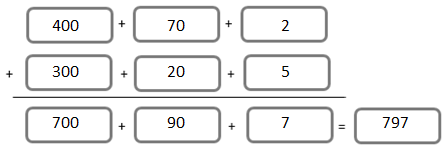 400 + 70 + 2
+ 300 + 20 + 5
700 + 90 + 7 = 797